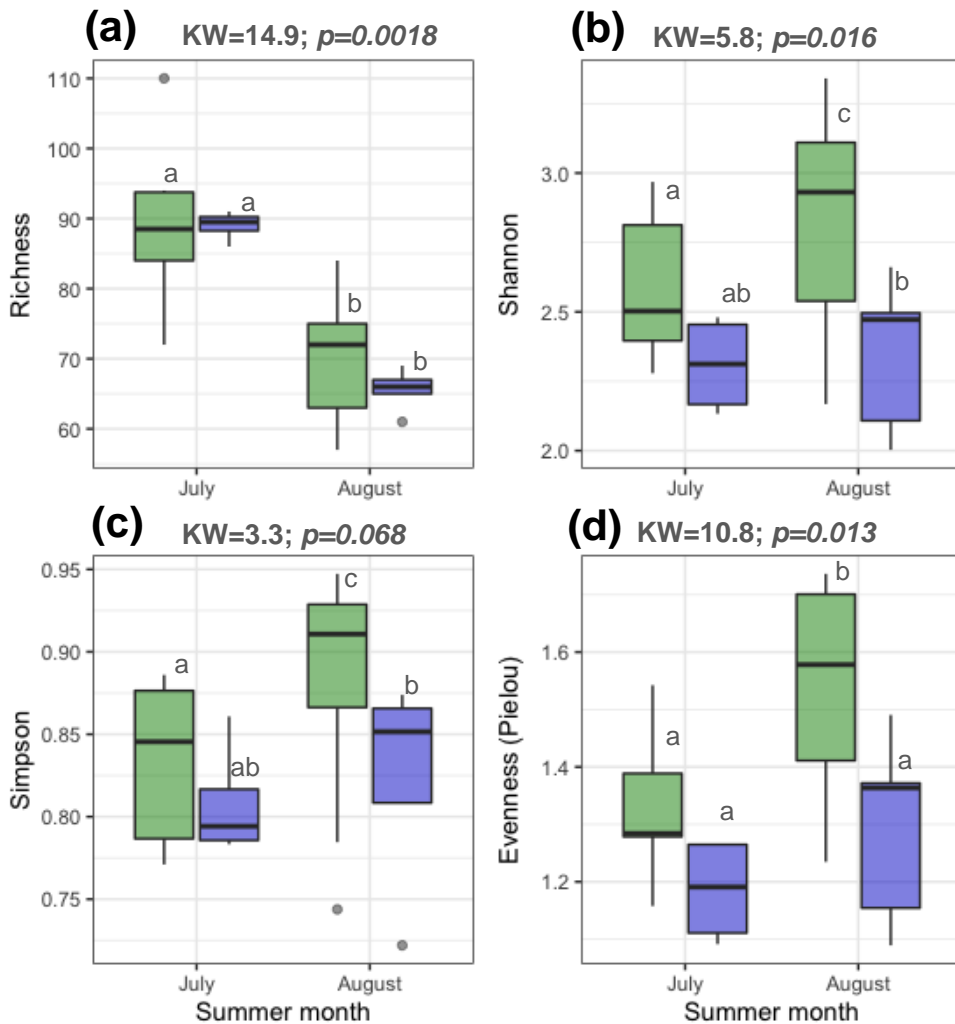 (a) KW=14.9; p=0.0018
110
100
90
80
70
60
Richness
a
a
b
b
July
August
(b) KW=5.8; p=0.016
3.0
2.5
2.0
Shannon
a
ab
c
b
July
August
(c) KW=3.3; p=0.068
0.95
0.90
0.85
0.80
0.75
Simpson
a
ab
c
b
July
August
Summer month
(d) KW=10.8; p=0.013
1.6
1.4
1.2
Evenness (Pielou)
a
a
b
a
July
August
Summer month